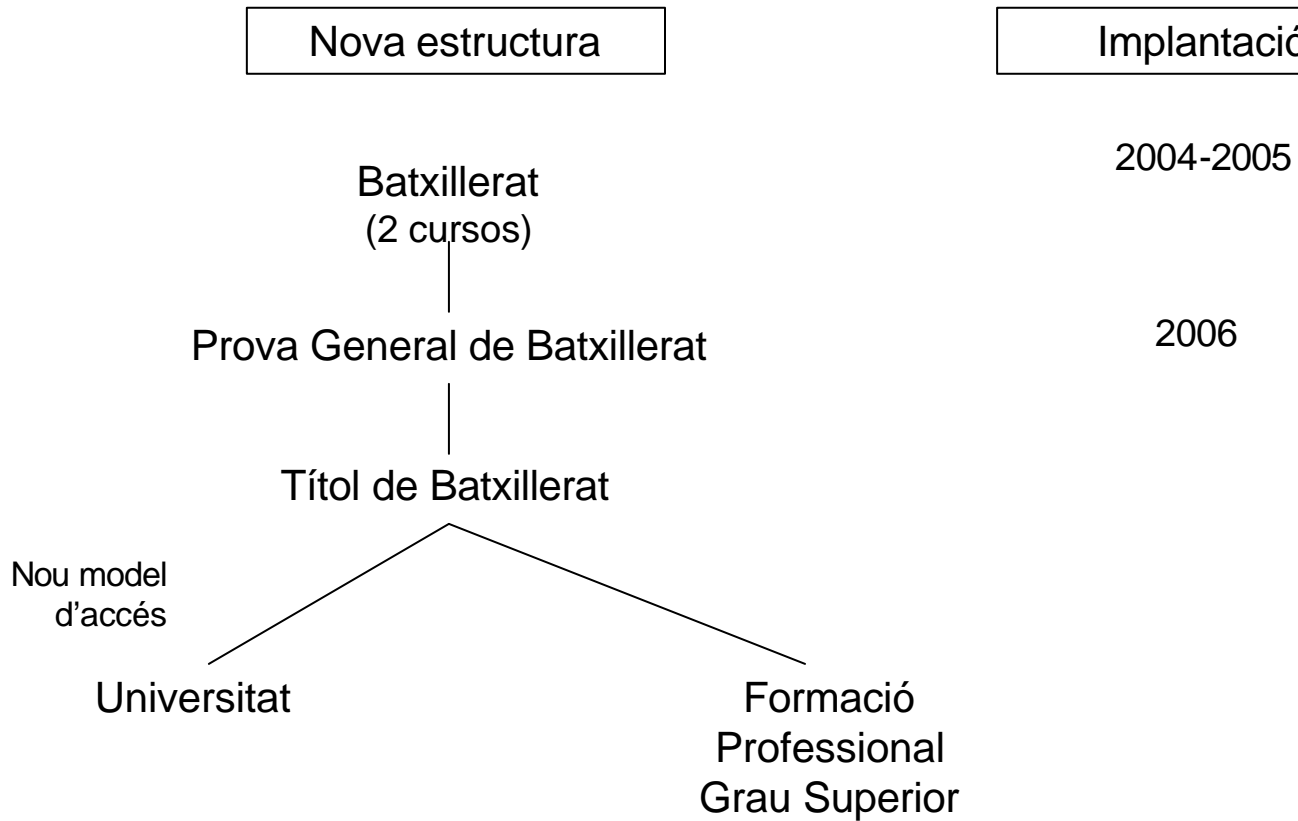 Nova estructura
Implantació
2004-2005
Batxillerat
(2 cursos)
Prova General de Batxillerat
2006
Títol de Batxillerat
Nou model
d'accés
Universitat
Formació
Professional
Grau Superior